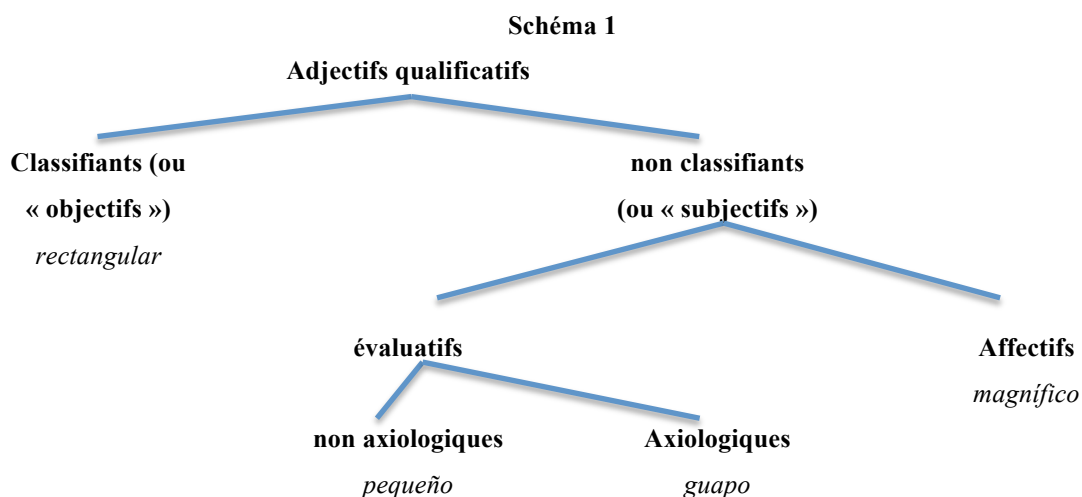 Schéma 1
Adjectifs qualificatifs
Classifiants (ou
« objectifs »)
rectangular
non classifiants
(ou « subjectifs »)
évaluatifs
Affectifs
magnífico
non axiologiques
pequeño
Axiologiques
guapo